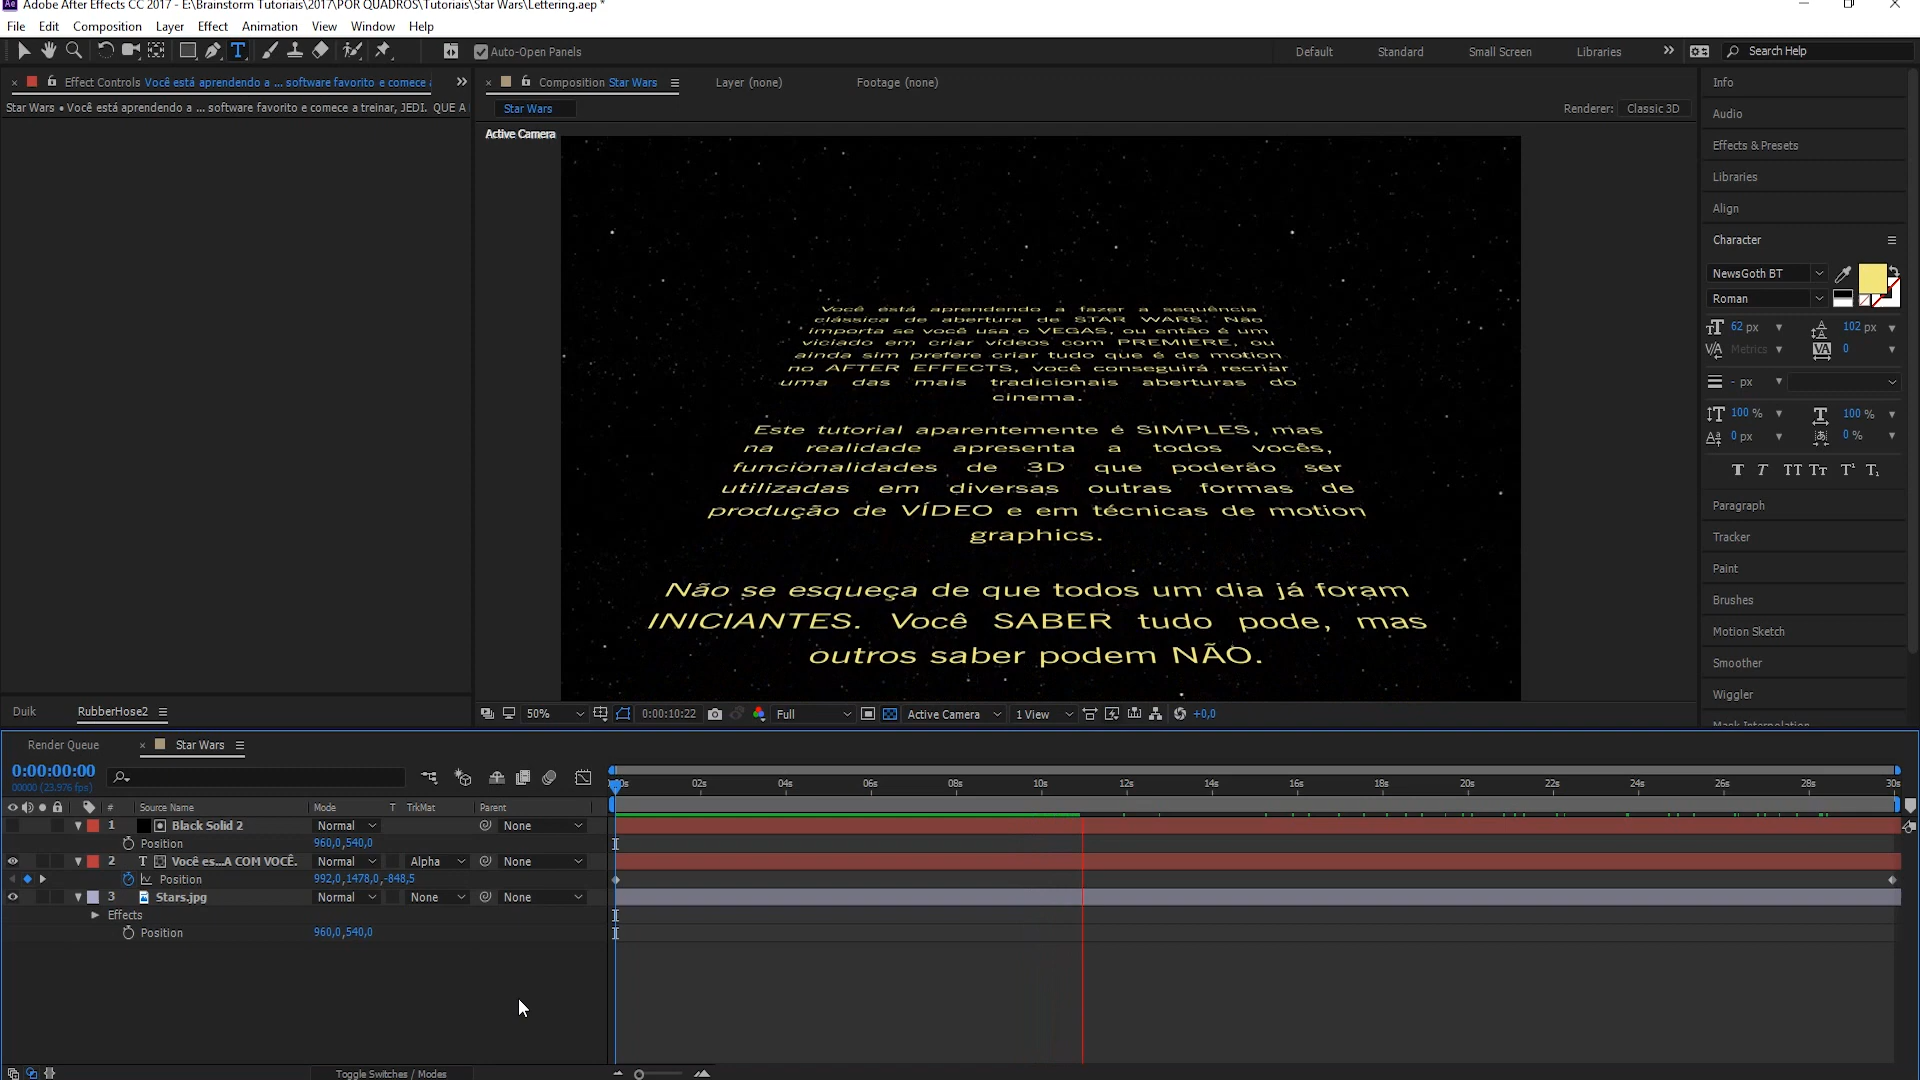 Adobe After Effects CC 2017 - E:\Brainstorm Tutoriais\2017\POR QUADROS\Tutoriais\Star Wars\Lettering.aep *
File Edit Composition Layer Effect Animation View Window Help
Auto-Open Panels
Default Standard Small Screen Libraries Search Help
Effect Controls Você está aprendendo a ... software favorito e comece a
Composition Star Wars
Layer (none)
Footage (none)
Star Wars • Você está aprendendo a ... software favorito e comece a treinar, JEDI. QUE A
Star Wars
Renderer: Classic 3D
Active Camera
Você está aprendendo a fazer a sequência
clássica de abertura de STAR WARS. Não
importa se você usa o VEGAS, ou então é um
viciado em criar vídeos com PREMIERE, ou
ainda sim prefere criar tudo que é de motion
no AFTER EFFECTS, você conseguirá recriar
uma das mais tradicionais aberturas do
cinema.
Este tutorial aparentemente é SIMPLES, mas
na realidade apresenta a todos vocês,
funcionalidades de 3D que poderão ser
utilizadas em diversas outras formas de
produção de VÍDEO e em técnicas de motion
graphics.
Não se esqueça de que todos um dia já foram
INICIANTES. Você SABER tudo pode, mas
outros saber podem NÃO.
Info
Audio
Effects & Presets
Libraries
Align
Character
NewsGoth BT
Roman
62 px 102 px
Metrics 0
- px
100 % 100 %
0 px 0 %
T T TT Tt T¹ T₁
Paragraph
Tracker
Paint
Brushes
Motion Sketch
Smoother
Wiggler
Mask Interpolation
Duik RubberHose2
50% 0:00:10:22 Full Active Camera 1 View +0,0
Render Queue Star Wars
0:00:00:00
00000 (23.976 fps)
02s 04s 06s 08s 10s 12s 14s 16s 18s 20s 22s 24s 26s 28s 30s
# Source Name Mode T TrkMat Parent
1 Black Solid 2 Normal None
Position 960,0,540,0
2 T Você es...A COM VOCÊ. Normal Alpha None
Position 992,0,1478,0,-848,5
3 Stars.jpg Normal None None
Effects
Position 960,0,540,0
Toggle Switches / Modes